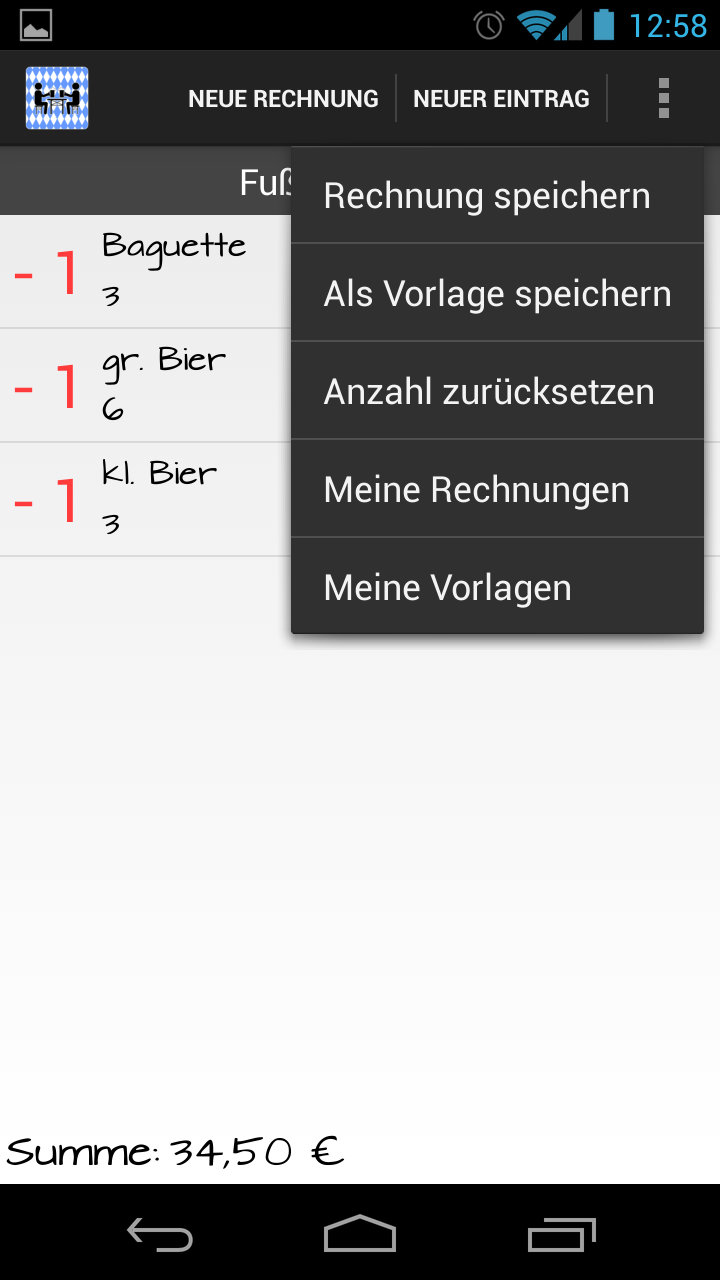 12:58
NEUE RECHNUNG NEUER EINTRAG
Fuß
Rechnung speichern
Als Vorlage speichern
Anzahl zurücksetzen
Meine Rechnungen
Meine Vorlagen
- 1 Baguette
3
- 1 gr. Bier
6
- 1 kl. Bier
3
Summe: 34,50 €